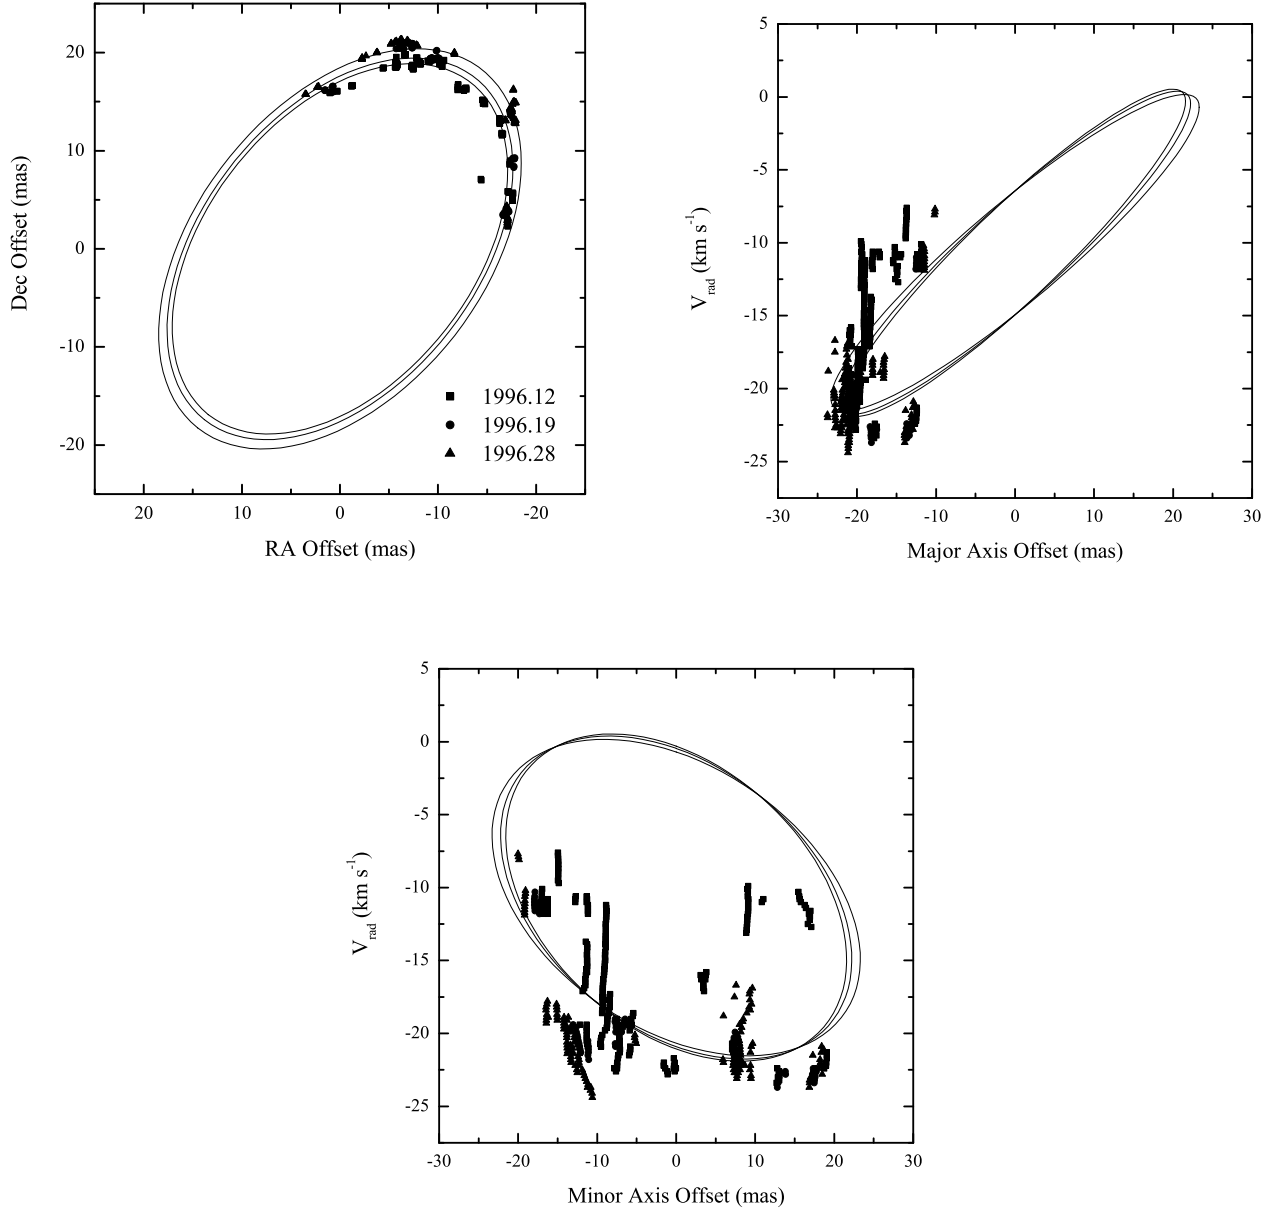 20
10
0
-10
-20
Dec Offset (mas)
1996.12
1996.19
1996.28
20 10 0 -10 -20
RA Offset (mas)
5
0
-5
-10
-15
-20
-25
V_rad (km s^-1)
-30 -20 -10 0 10 20 30
Major Axis Offset (mas)
5
0
-5
-10
-15
-20
-25
V_rad (km s^-1)
-30 -20 -10 0 10 20 30
Minor Axis Offset (mas)